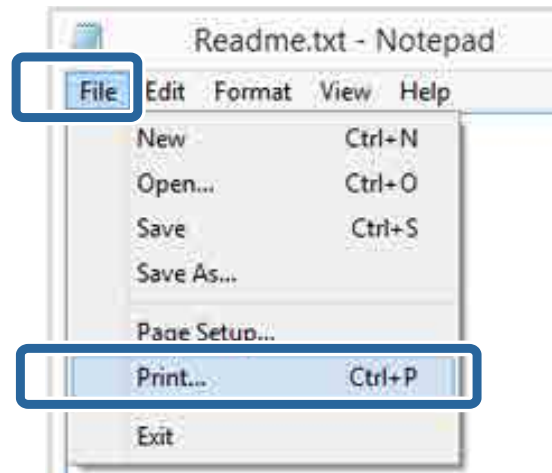 Readme.txt - Notepad
File Edit Format View Help
New Ctrl+N
Open... Ctrl+O
Save Ctrl+S
Save As...
Page Setup...
Print... Ctrl+P
Exit